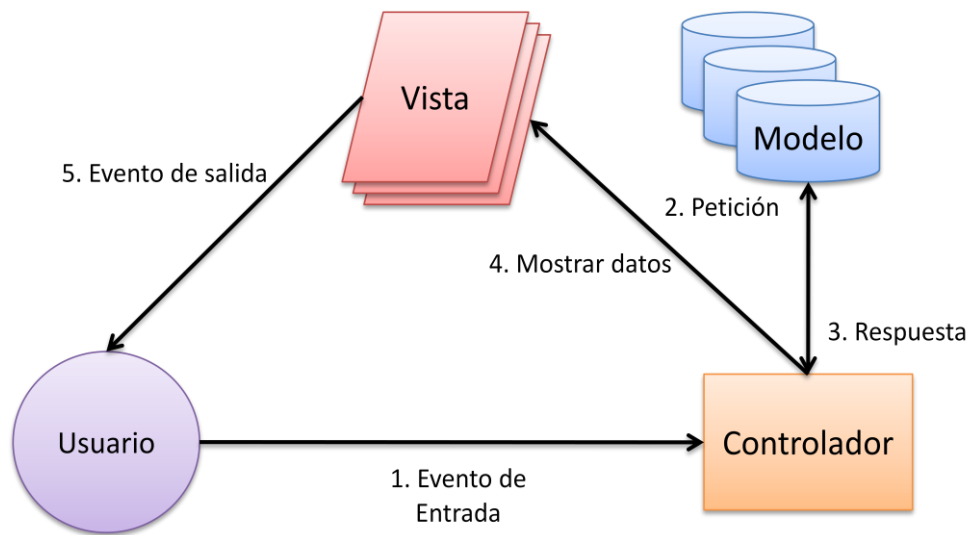 Vista
Modelo
5. Evento de salida
2. Petición
4. Mostrar datos
3. Respuesta
Usuario
Controlador
1. Evento de
Entrada